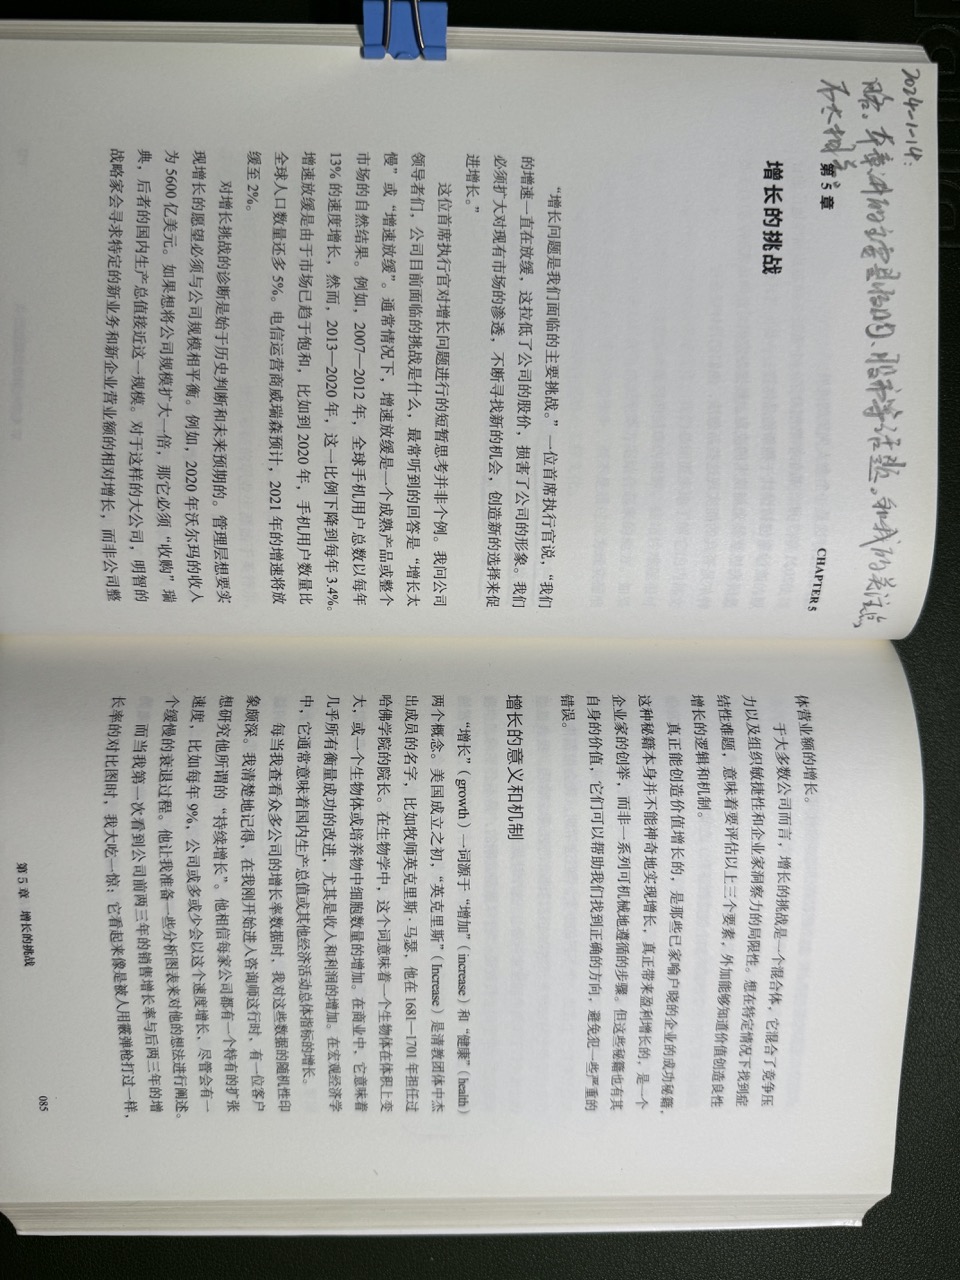 2024-1-14：
略。本章讲的主要是收购、股市等话题。和我的关注点
不太相关。
第 5 章
CHAPTER 5
增长的挑战
“增长问题是我们面临的主要挑战。”一位首席执行官说，“我们
的增速一直在放缓，这拉低了公司的股价，损害了公司的形象。我们
必须扩大对现有市场的渗透，不断寻找新的机会，创造新的选择来促
进增长。”
这位首席执行官对增长问题进行的短暂思考并非个例。我问公司
领导者们，公司目前面临的挑战是什么，最常听到的回答是“增长太
慢”或“增速放缓”。通常情况下，增速放缓是一个成熟产品或整个
市场的自然结果。例如，2007—2012 年，全球手机用户总数以每年
13% 的速度增长，然而，2013—2020 年，这一比例下降到每年 3.4%。
增速放缓是由于市场已趋于饱和，比如到 2020 年，手机用户数量比
全球人口数量还多 5%。电信运营商威瑞森预计，2021 年的增速将放
缓至 2%。
对增长挑战的诊断是始于历史判断和未来预期的。管理层想要实
现增长的愿望必须与公司规模相平衡。例如，2020 年沃尔玛的收入
为 5600 亿美元。如果想将公司规模扩大一倍，那它必须“收购”瑞
典，后者的国内生产总值接近这一规模。对于这样的大公司，明智的
战略家会寻求特定的新业务和新企业营业额的相对增长，而非公司整
体营业额的增长。
于大多数公司而言，增长的挑战是一个混合体，它混合了竞争压
力以及组织敏捷性和企业家洞察力的局限性。想在特定情况下找到症
结性难题，意味着要评估以上三个要素，外加能够知道价值创造良性
增长的逻辑和机制。
真正能创造价值增长的，是那些已家喻户晓的企业的成功秘籍，
这种秘籍本身并不能神奇地实现增长，真正带来盈利增长的，是一个
企业家的创举，而非一系列可机械地遵循的步骤。但这些秘籍也有其
自身的价值，它们可以帮助我们找到正确的方向，避免犯一些严重的
错误。
增长的意义和机制
“增长”（growth）一词源于“增加”（increase）和“健康”（health）
两个概念。美国成立之初，“英克里斯”（Increase）是清教团体中杰
出成员的名字，比如牧师英克里斯·马瑟，他在 1681—1701 年担任过
哈佛学院的院长。在生物学中，这个词意味着一个生物体在体积上变
大，或一个生物体或培养物中细胞数量的增加。在商业中，它意味着
几乎所有衡量成功的改进，尤其是收入和利润的增加。在宏观经济学
中，它通常意味着国内生产总值或其他经济活动总体指标的增长。
每当我查看众多公司的增长率数据时，我对这些数据的随机性印
象颇深。我清楚地记得，在我刚开始进入咨询师这行时，有一位客户
想研究他所谓的“持续增长”。他相信每家公司都有一个特有的扩张
速度，比如每年 9%，公司或多或少会以这个速度增长，尽管会有一
个缓慢的衰退过程。他让我准备一些分析图表来对他的想法进行阐述。
而当我第一次看到公司前两三年的销售增长率与后两三年的增
长率的对比图时，我大吃一惊：它看起来像是被人用霰弹枪打过一样，
085
第 5 章 增长的挑战